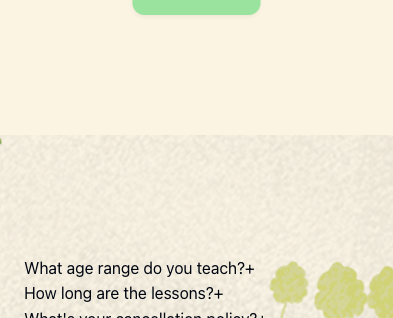 What age range do you teach?+
How long are the lessons?+
What's your cancellation policy?+